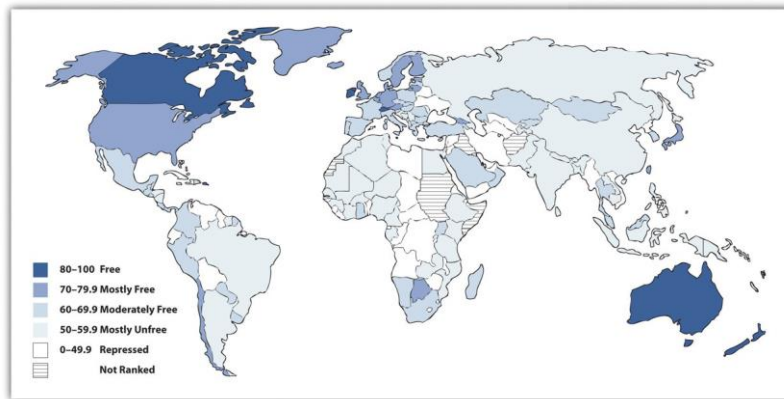 80–100 Free
70–79.9 Mostly Free
60–69.9 Moderately Free
50–59.9 Mostly Unfree
0–49.9 Repressed
Not Ranked